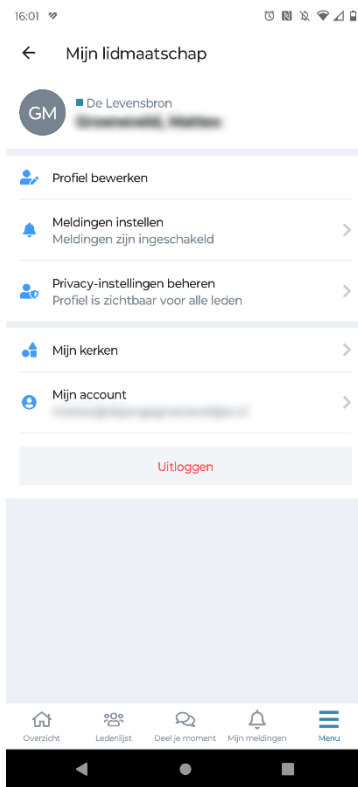 16:01
Mijn lidmaatschap
GM
De Levensbron
Profiel bewerken
Meldingen instellen
Meldingen zijn ingeschakeld
Privacy-instellingen beheren
Profiel is zichtbaar voor alle leden
Mijn kerken
Mijn account
Uitloggen
Overzicht
Ledenlijst
Deel je moment
Mijn meldingen
Menu